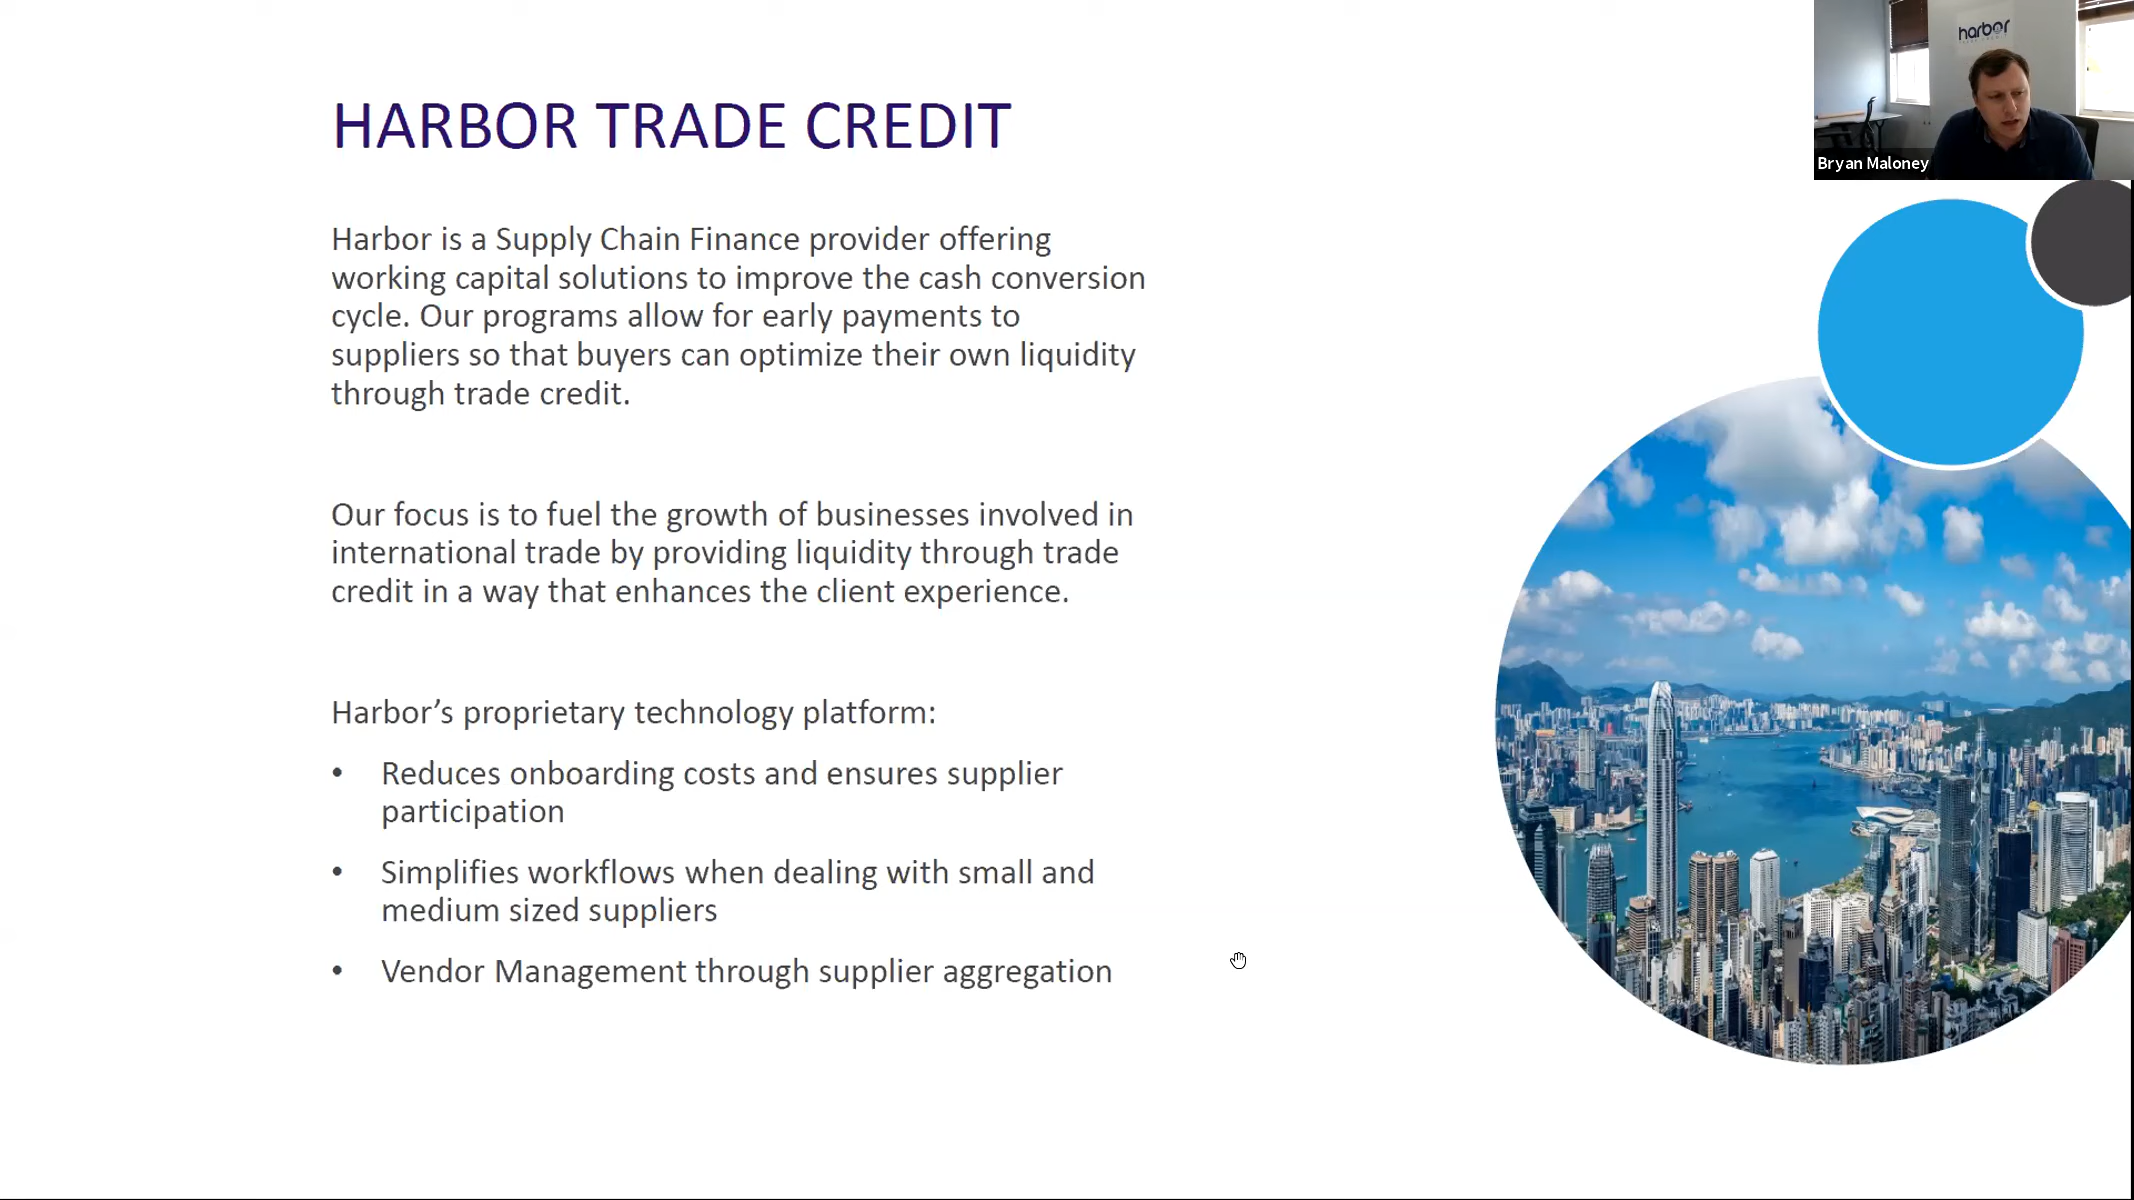 harbor
HARBOR TRADE CREDIT
Bryan Maloney
Harbor is a Supply Chain Finance provider offering
working capital solutions to improve the cash conversion
cycle. Our programs allow for early payments to
suppliers so that buyers can optimize their own liquidity
through trade credit.
Our focus is to fuel the growth of businesses involved in
international trade by providing liquidity through trade
credit in a way that enhances the client experience.
Harbor’s proprietary technology platform:
• Reduces onboarding costs and ensures supplier
participation
• Simplifies workflows when dealing with small and
medium sized suppliers
• Vendor Management through supplier aggregation